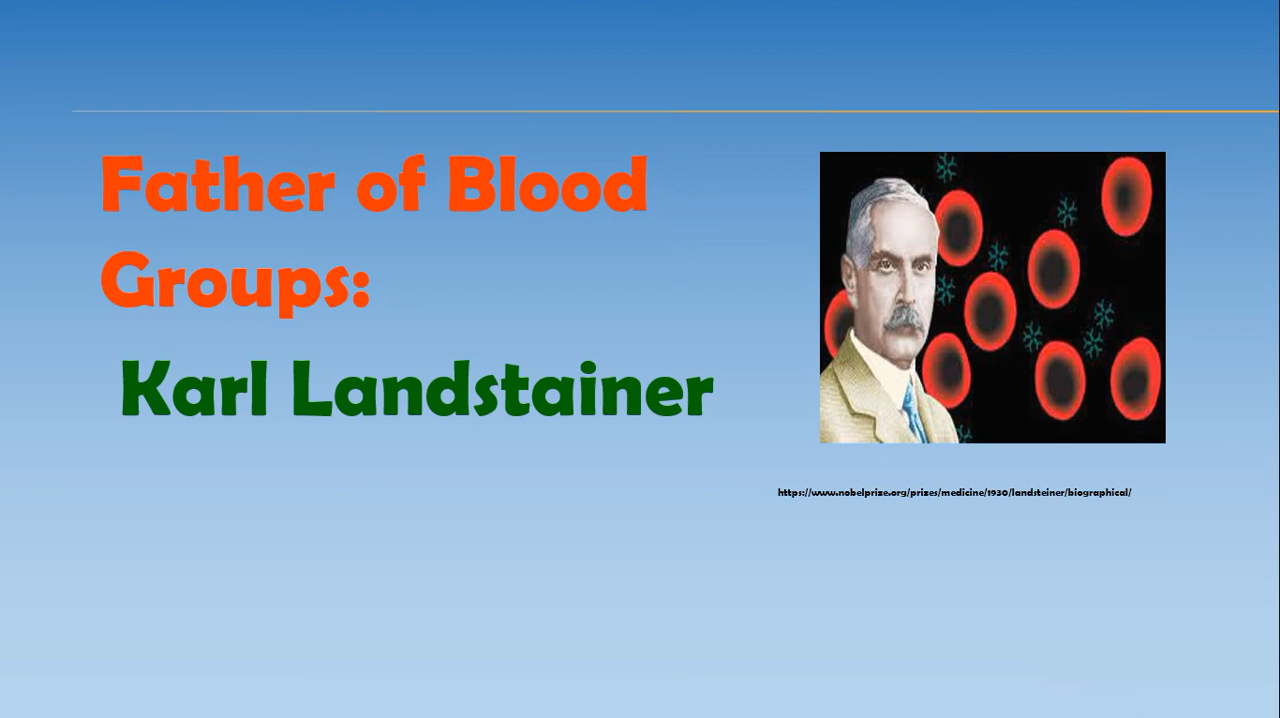 Father of Blood
Groups:
Karl Landstainer
https://www.nobelprize.org/prizes/medicine/1930/landsteiner/biographical/